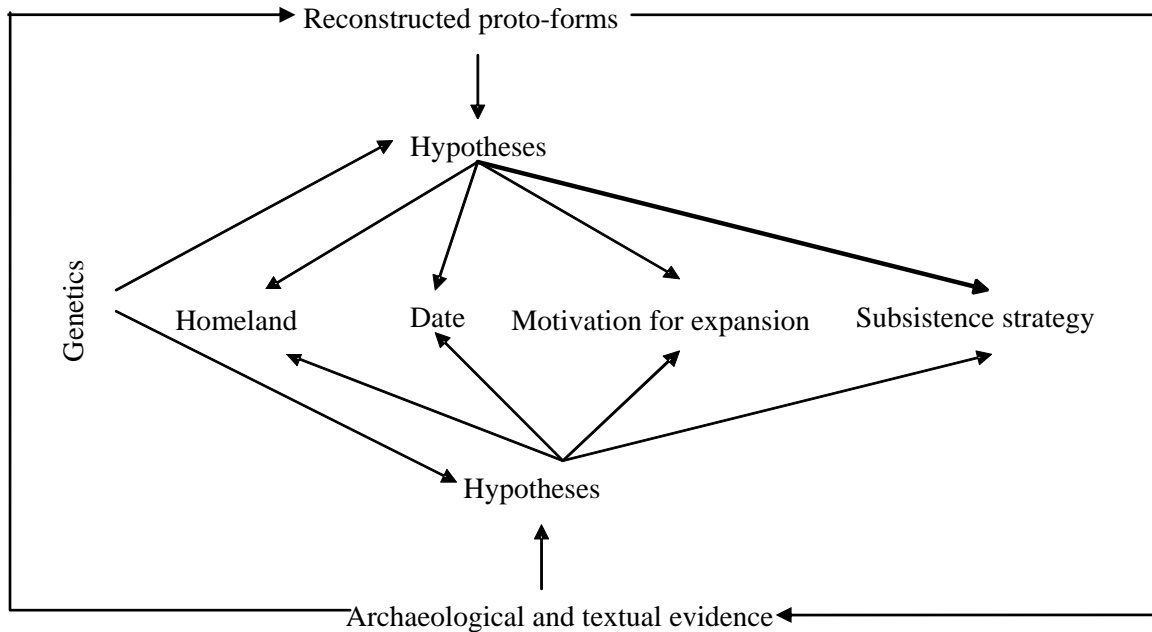 Reconstructed proto-forms
Hypotheses
Genetics
Homeland
Date
Motivation for expansion
Subsistence strategy
Hypotheses
Archaeological and textual evidence